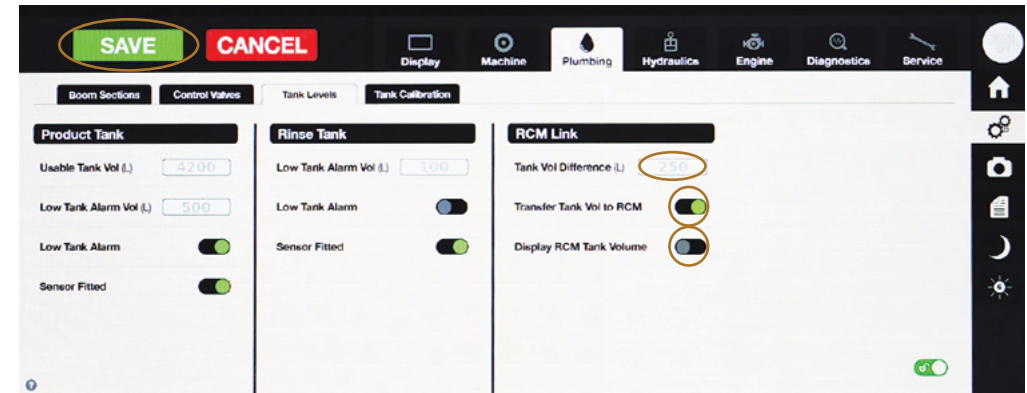 SAVE CANCEL Display Machine Plumbing Hydraulics Engine Diagnostics Service
Boom Sections Control Valves Tank Levels Tank Calibration
Product Tank
Usable Tank Vol (L) 4200
Low Tank Alarm Vol (L) 500
Low Tank Alarm
Sensor Fitted
Rinse Tank
Low Tank Alarm Vol (L) 100
Low Tank Alarm
Sensor Fitted
RCM Link
Tank Vol Difference (L) 250
Transfer Tank Vol to RCM
Display RCM Tank Volume